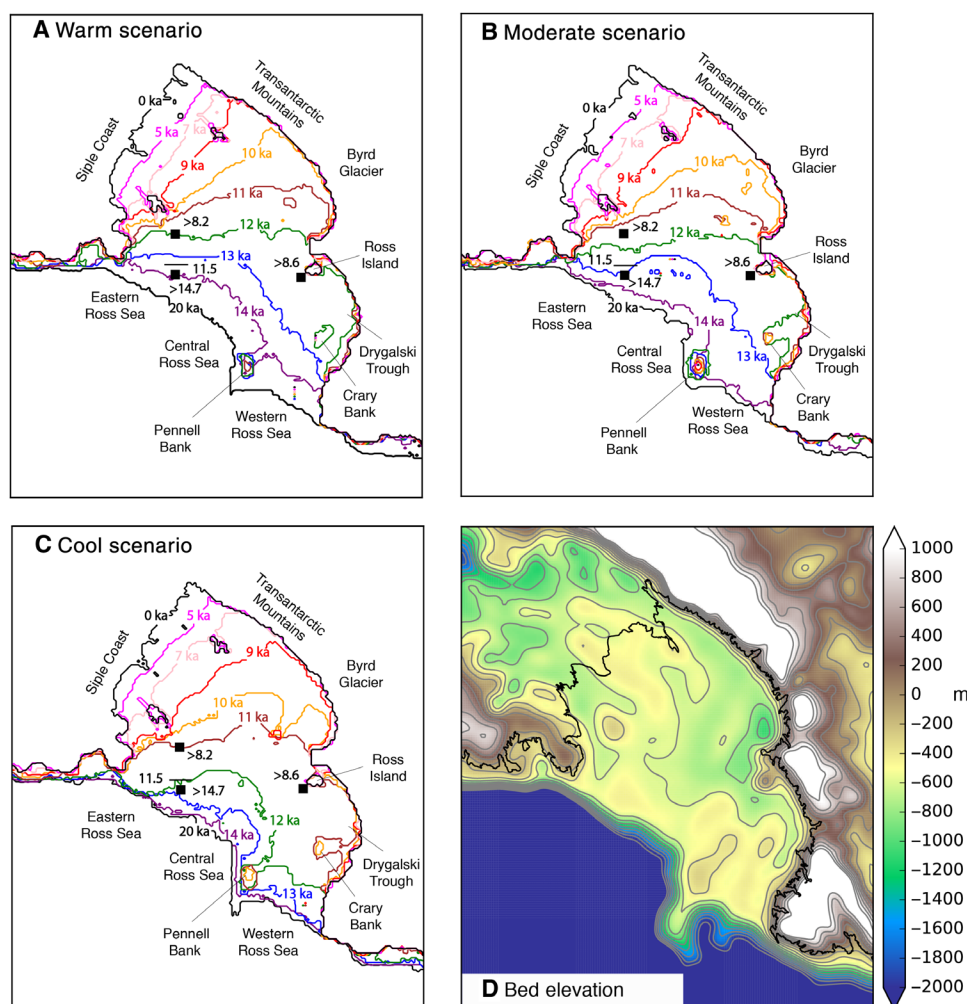 A Warm scenario
Transantarctic
Mountains
0 ka
5 ka
7 ka
Siple Coast
9 ka
10 ka
Byrd
Glacier
11 ka
>8.2
12 ka
13 ka
Ross
Island
>8.6
11.5
>14.7
Eastern
Ross Sea
20 ka
14 ka
Central
Ross Sea
Drygalski
Trough
Crary
Bank
Pennell
Bank
Western
Ross Sea
B Moderate scenario
Transantarctic
Mountains
0 ka
5 ka
7 ka
Siple Coast
9 ka
10 ka
Byrd
Glacier
11 ka
>8.2
12 ka
Ross
Island
>8.6
11.5
>14.7
Eastern
Ross Sea
20 ka
14 ka
Central
Ross Sea
13 ka
Drygalski
Trough
Crary
Bank
Pennell
Bank
Western
Ross Sea
C Cool scenario
Transantarctic
Mountains
0 ka
5 ka
7 ka
Siple Coast
9 ka
Byrd
Glacier
10 ka
11 ka
>8.2
Ross
Island
>8.6
11.5
>14.7
Eastern
Ross Sea
20 ka
14 ka
12 ka
Central
Ross Sea
Drygalski
Trough
13 ka
Crary
Bank
Pennell
Bank
Western
Ross Sea
D Bed elevation
1000
800
600
400
200
0
m
−200
−400
−600
−800
−1000
−1200
−1400
−1600
−1800
−2000